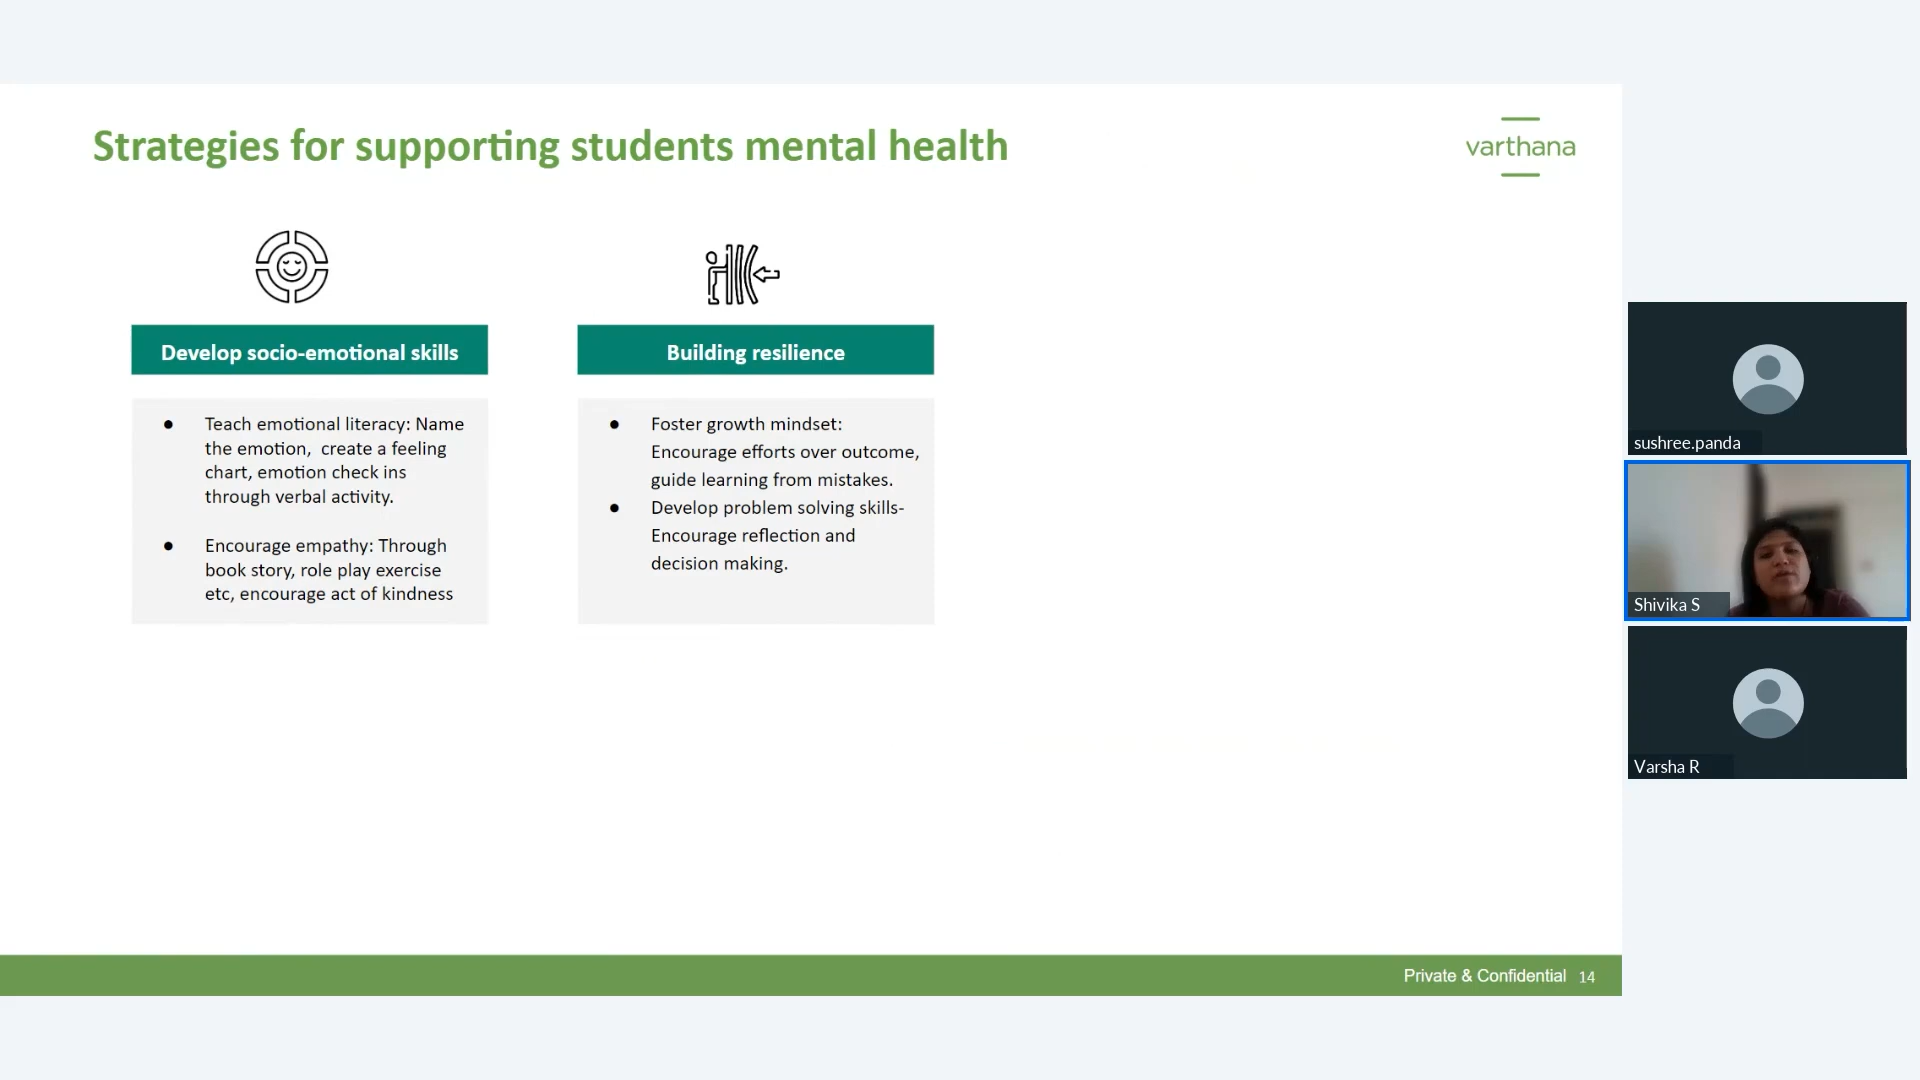 Strategies for supporting students mental health
varthana
Develop socio-emotional skills
● Teach emotional literacy: Name
the emotion,  create a feeling
chart, emotion check ins
through verbal activity.
● Encourage empathy: Through
book story, role play exercise
etc, encourage act of kindness
Building resilience
● Foster growth mindset:
Encourage efforts over outcome,
guide learning from mistakes.
● Develop problem solving skills-
Encourage reflection and
decision making.
Private & Confidential 14
sushree.panda
Shivika S
Varsha R